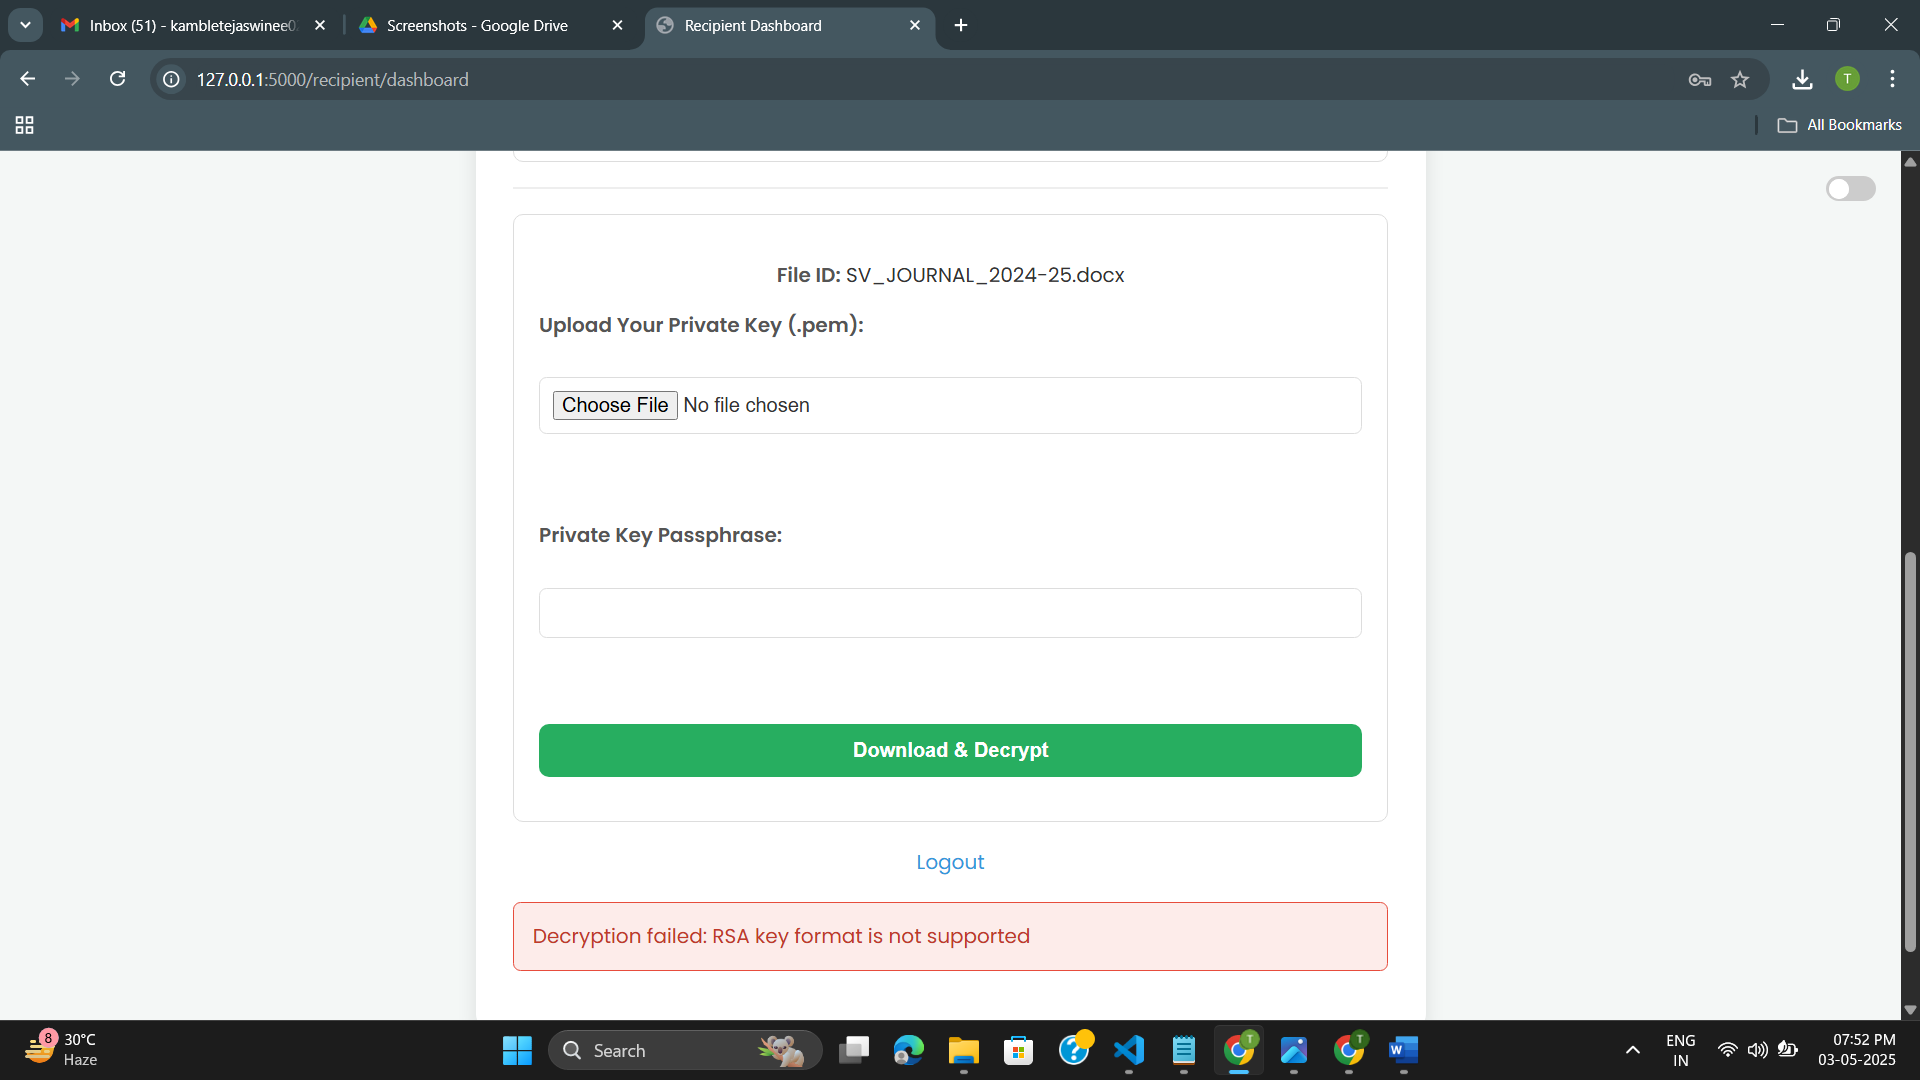 Inbox (51) - kambletejaswinee0
Screenshots - Google Drive
Recipient Dashboard
127.0.0.1:5000/recipient/dashboard
T
All Bookmarks
File ID: SV_JOURNAL_2024-25.docx
Upload Your Private Key (.pem):
Choose File No file chosen
Private Key Passphrase:
Download & Decrypt
Logout
Decryption failed: RSA key format is not supported
8
30°C
Haze
Search
T
T
W
ENG
IN
07:52 PM
03-05-2025